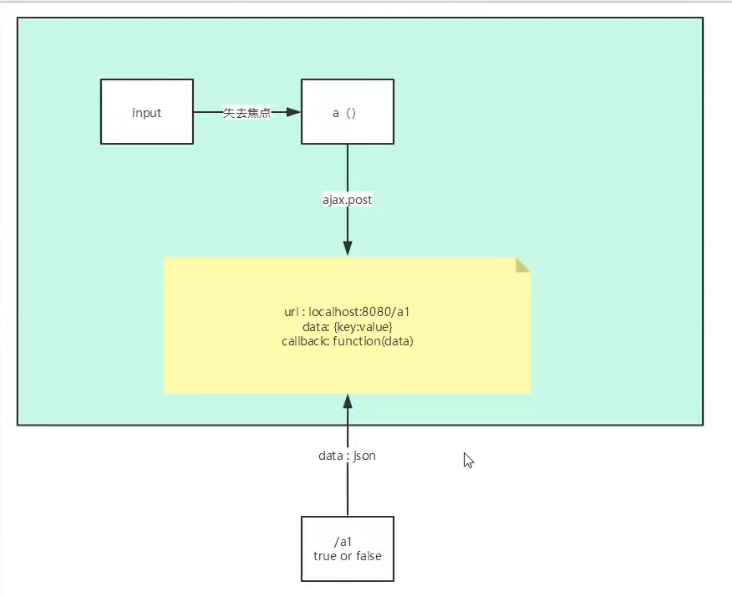 input
失去焦点
a（）
ajax.post
url : localhost:8080/a1
data: {key:value}
callback: function(data)
data : json
/a1
true or false